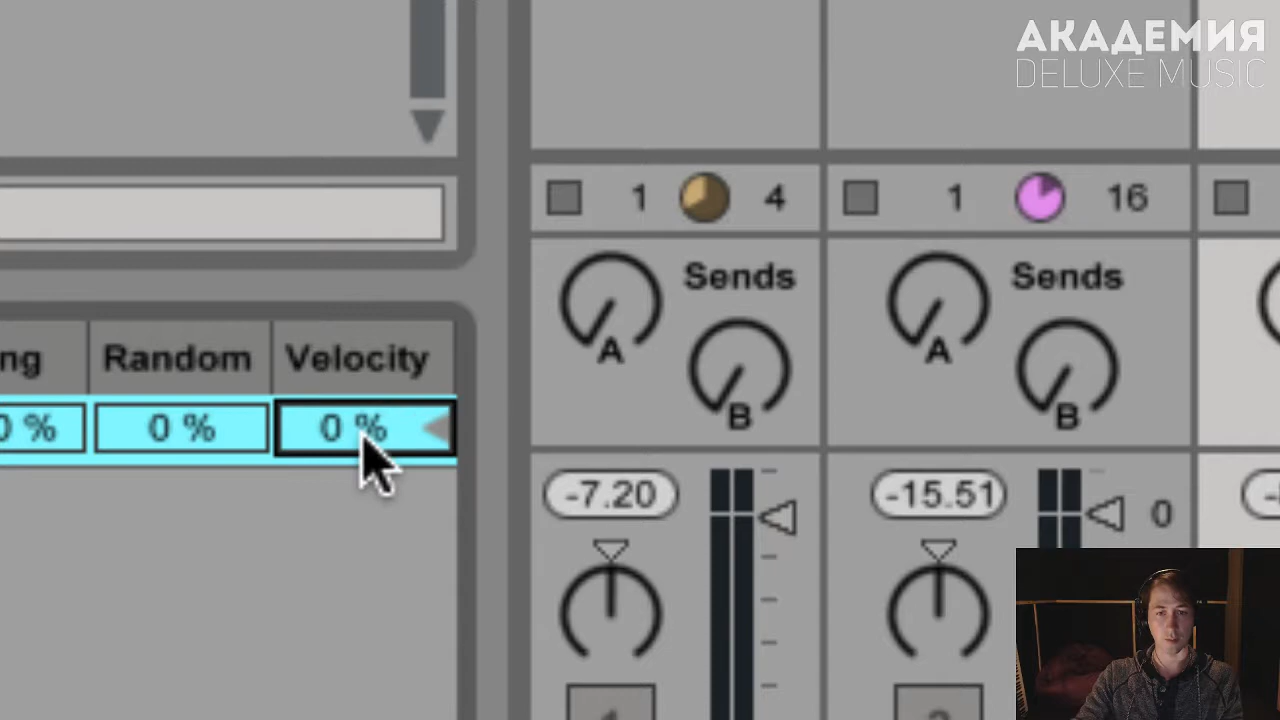 АКАДЕМИЯ
DELUXE MUSIC
1 4
1 16
Sends
A
B
Sends
A
B
ng Random Velocity
0 % 0 % 0 %
-7.20
-15.51
0